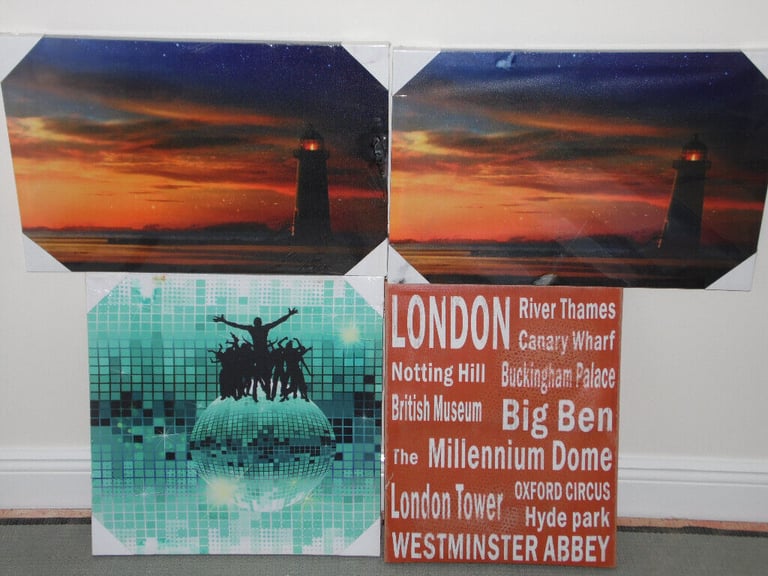 LONDON
River Thames
Canary Wharf
Notting Hill
Buckingham Palace
British Museum
Big Ben
The Millennium Dome
London Tower
OXFORD CIRCUS
Hyde park
WESTMINSTER ABBEY